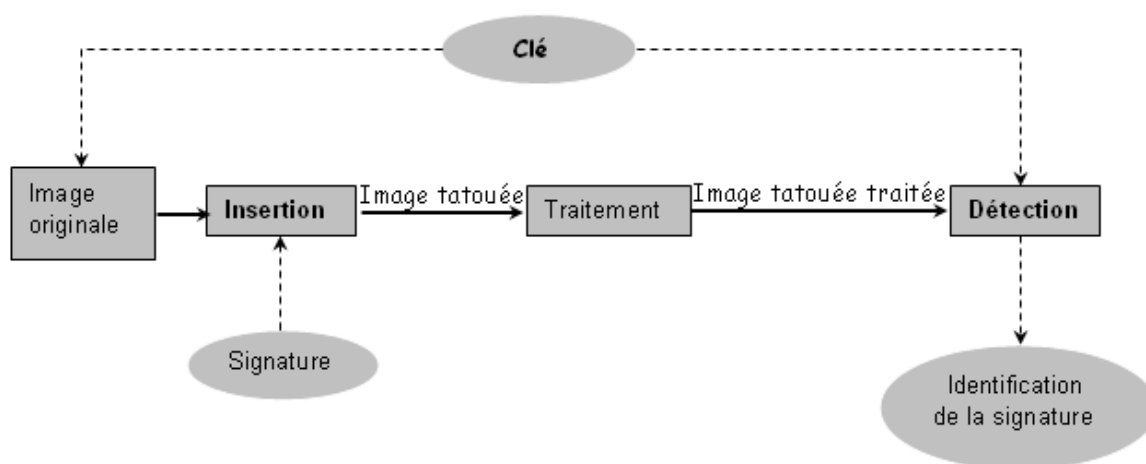 Clé
Image
originale
Insertion
Image tatouée
Traitement
Image tatouée traitée
Détection
Signature
Identification
de la signature